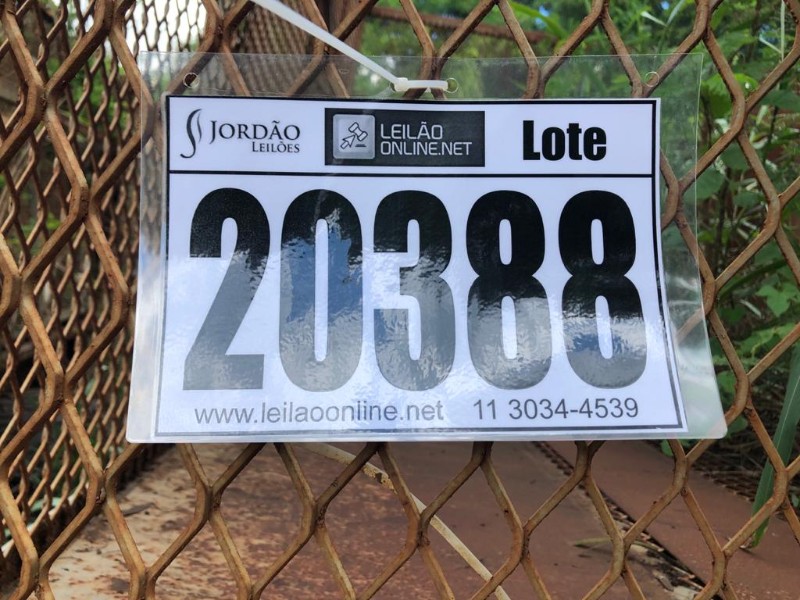 JORDÃO
LEILÕES
LEILÃO
ONLINE.NET
Lote
20388
www.leilaoonline.net 11 3034-4539